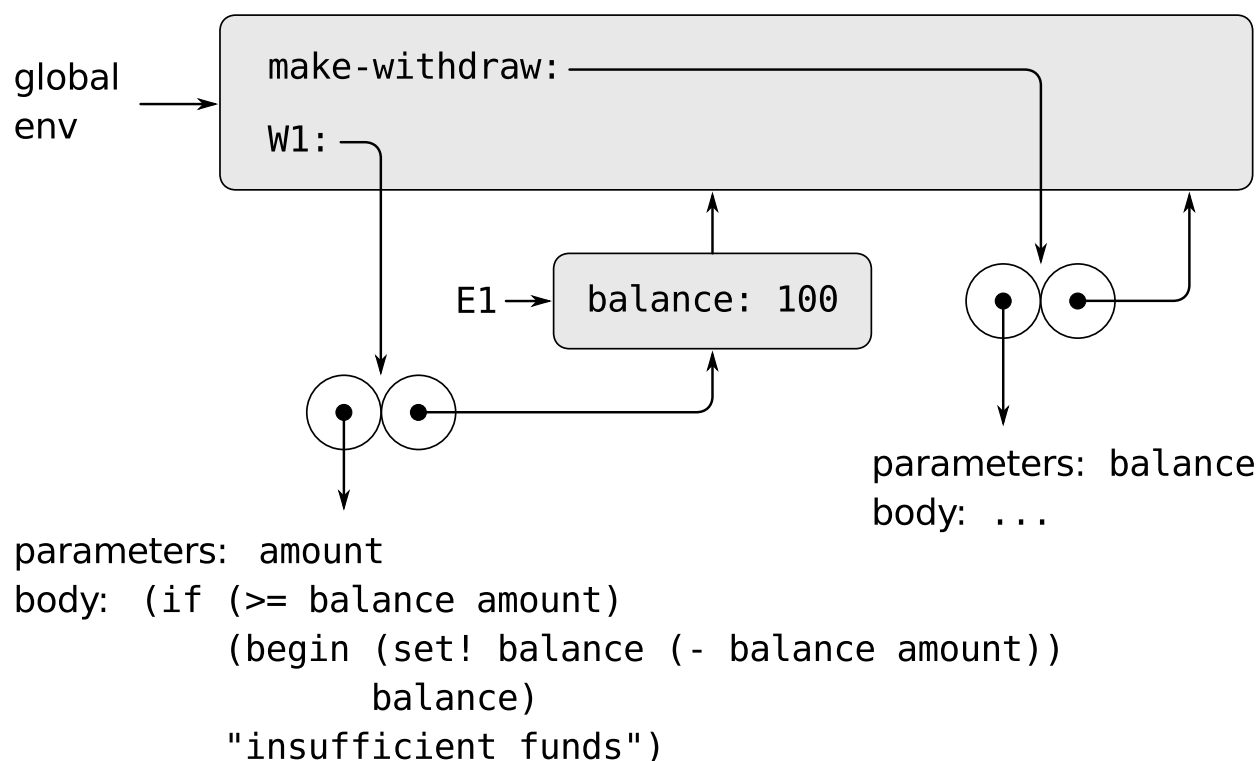 global
env
make-withdraw:
W1:
E1
balance: 100
parameters: balance
body: ...
parameters: amount
body: (if (>= balance amount)
(begin (set! balance (- balance amount))
balance)
"insufficient funds")